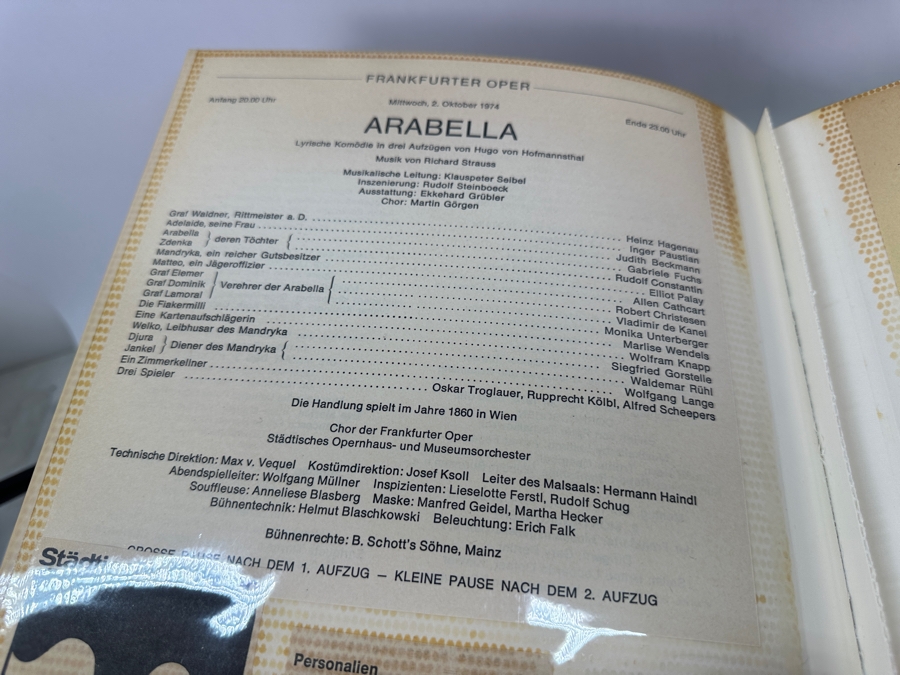 FRANKFURTER OPER
Anfang 20.00 Uhr
Mittwoch, 2. Oktober 1974
Ende 23.00 Uhr
ARABELLA
Lyrische Komödie in drei Aufzügen von Hugo von Hofmannsthal
Musik von Richard Strauss
Musikalische Leitung: Klauspeter Seibel
Inszenierung: Rudolf Steinboeck
Ausstattung: Ekkehard Grübler
Chor: Martin Görgen
Graf Waldner, Rittmeister a. D. Heinz Hagenau
Adelaide, seine Frau Inger Paustian
Arabella } deren Töchter { Judith Beckmann
Zdenka Gabriele Fuchs
Mandryka, ein reicher Gutsbesitzer Rudolf Constantin
Matteo, ein Jägeroffizier Elliot Palay
Graf Elemer Allen Cathcart
Graf Dominik } Verehrer der Arabella { Robert Christesen
Graf Lamoral Vladimir de Kanel
Die Fiakermilli Monika Unterberger
Eine Kartenaufschlägerin Marlise Wendels
Welko, Leibhusar des Mandryka Wolfram Knapp
Djura } Diener des Mandryka { Siegfried Gorstelle
Jankel Waldemar Rühl
Ein Zimmerkellner Wolfgang Lange
Drei Spieler Oskar Troglauer, Rupprecht Kölbl, Alfred Scheepers
Die Handlung spielt im Jahre 1860 in Wien
Chor der Frankfurter Oper
Städtisches Opernhaus- und Museumsorchester
Technische Direktion: Max v. Vequel Kostümdirektion: Josef Ksoll Leiter des Malsaals: Hermann Haindl
Abendspielleiter: Wolfgang Müllner Inspizienten: Lieselotte Ferstl, Rudolf Schug
Souffleuse: Anneliese Blasberg Maske: Manfred Geidel, Martha Hecker
Bühnentechnik: Helmut Blaschkowski Beleuchtung: Erich Falk
Bühnenrechte: B. Schott's Söhne, Mainz
GROSSE PAUSE NACH DEM 1. AUFZUG – KLEINE PAUSE NACH DEM 2. AUFZUG
Personalien